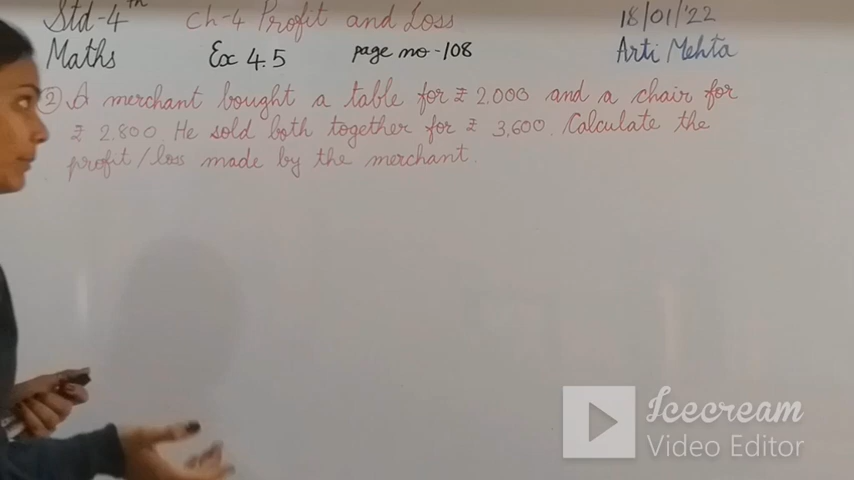 Std-4th Ch-4 Profit and Loss 18/01/'22
Maths Ex 4.5 page no-108 Arti Mehta
② A merchant bought a table for ₹ 2,000 and a chair for
₹ 2,800. He sold both together for ₹ 3,600. Calculate the
profit/loss made by the merchant.
Icecream
Video Editor